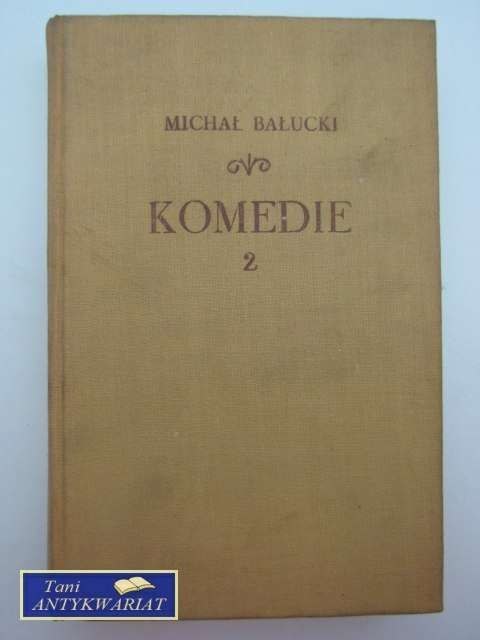 MICHAŁ BAŁUCKI
KOMEDIE
2
Tani
ANTYKWARIAT